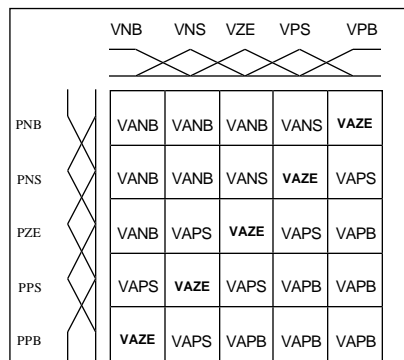 VNB VNS VZE VPS VPB
PNB VANB VANB VANB VANS VAZE
PNS VANB VANB VANS VAZE VAPS
PZE VANB VAPS VAZE VAPS VAPB
PPS VAPS VAZE VAPS VAPB VAPB
PPB VAZE VAPS VAPB VAPB VAPB